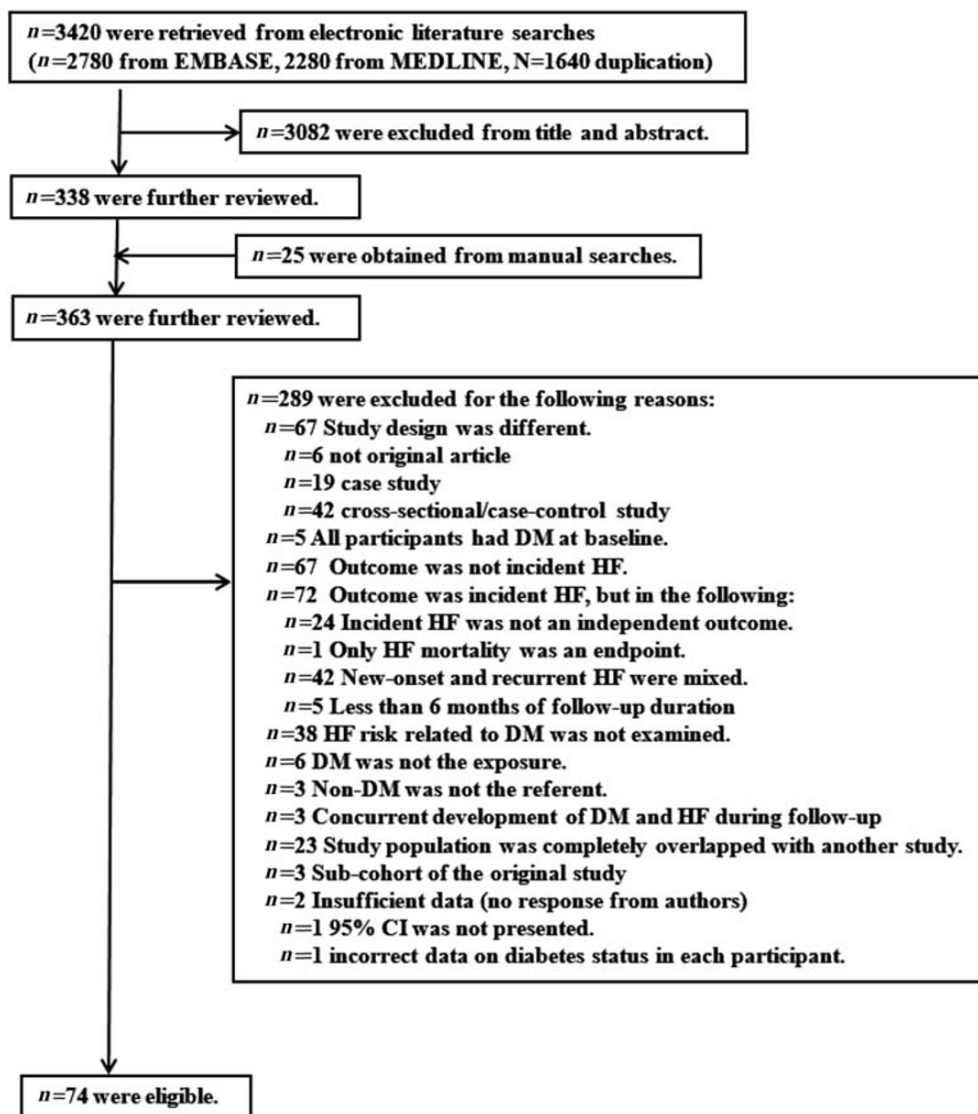 n=3420 were retrieved from electronic literature searches
(n=2780 from EMBASE, 2280 from MEDLINE, N=1640 duplication)
n=3082 were excluded from title and abstract.
n=338 were further reviewed.
n=25 were obtained from manual searches.
n=363 were further reviewed.
n=289 were excluded for the following reasons:
n=67 Study design was different.
n=6 not original article
n=19 case study
n=42 cross-sectional/case-control study
n=5 All participants had DM at baseline.
n=67 Outcome was not incident HF.
n=72 Outcome was incident HF, but in the following:
n=24 Incident HF was not an independent outcome.
n=1 Only HF mortality was an endpoint.
n=42 New-onset and recurrent HF were mixed.
n=5 Less than 6 months of follow-up duration
n=38 HF risk related to DM was not examined.
n=6 DM was not the exposure.
n=3 Non-DM was not the referent.
n=3 Concurrent development of DM and HF during follow-up
n=23 Study population was completely overlapped with another study.
n=3 Sub-cohort of the original study
n=2 Insufficient data (no response from authors)
n=1 95% CI was not presented.
n=1 incorrect data on diabetes status in each participant.
n=74 were eligible.